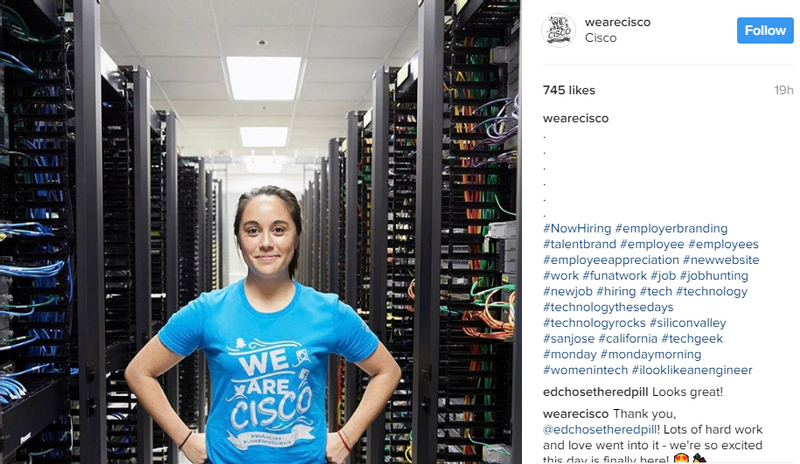 WE
ARE
CISCO
#WeAreCisco
WE
ARE
CISCO
wearecisco
Cisco
Follow
745 likes
19h
wearecisco
.
.
.
.
.
.
#NowHiring #employerbranding
#talentbrand #employee #employees
#employeeappreciation #newwebsite
#work #funatwork #job #jobhunting
#newjob #hiring #tech #technology
#technologythesedays
#technologyrocks #siliconvalley
#sanjose #california #techgeek
#monday #mondaymorning
#womenintech #ilooklikeanengineer
edchosetheredpill Looks great!
wearecisco Thank you,
@edchosetheredpill! Lots of hard work
and love went into it - we're so excited
this day is finally here! 😍